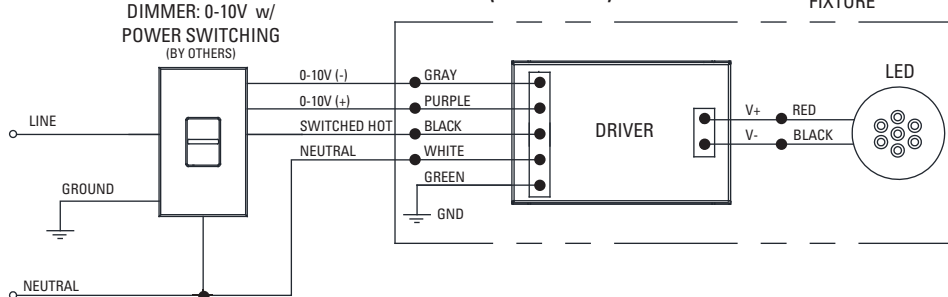 DIMMER: 0-10V w/
POWER SWITCHING
(BY OTHERS)
FIXTURE
0-10V (-)
GRAY
LED
0-10V (+)
PURPLE
V+
RED
LINE
SWITCHED HOT
BLACK
DRIVER
V-
BLACK
NEUTRAL
WHITE
GROUND
GREEN
GND
NEUTRAL